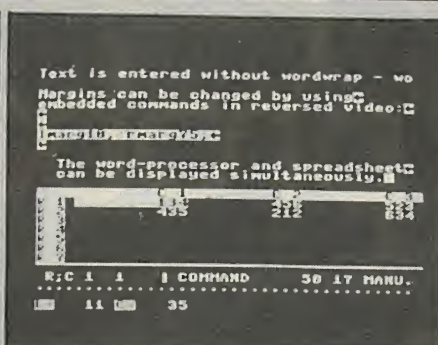 Text is entered without wordwrap - wo
Margins can be changed by using
embedded commands in reversed video:
The word-processor and spreadsheet
can be displayed simultaneously.
435 212 654
R;C 1 1 COMMAND 50 17 MANU.
11 35